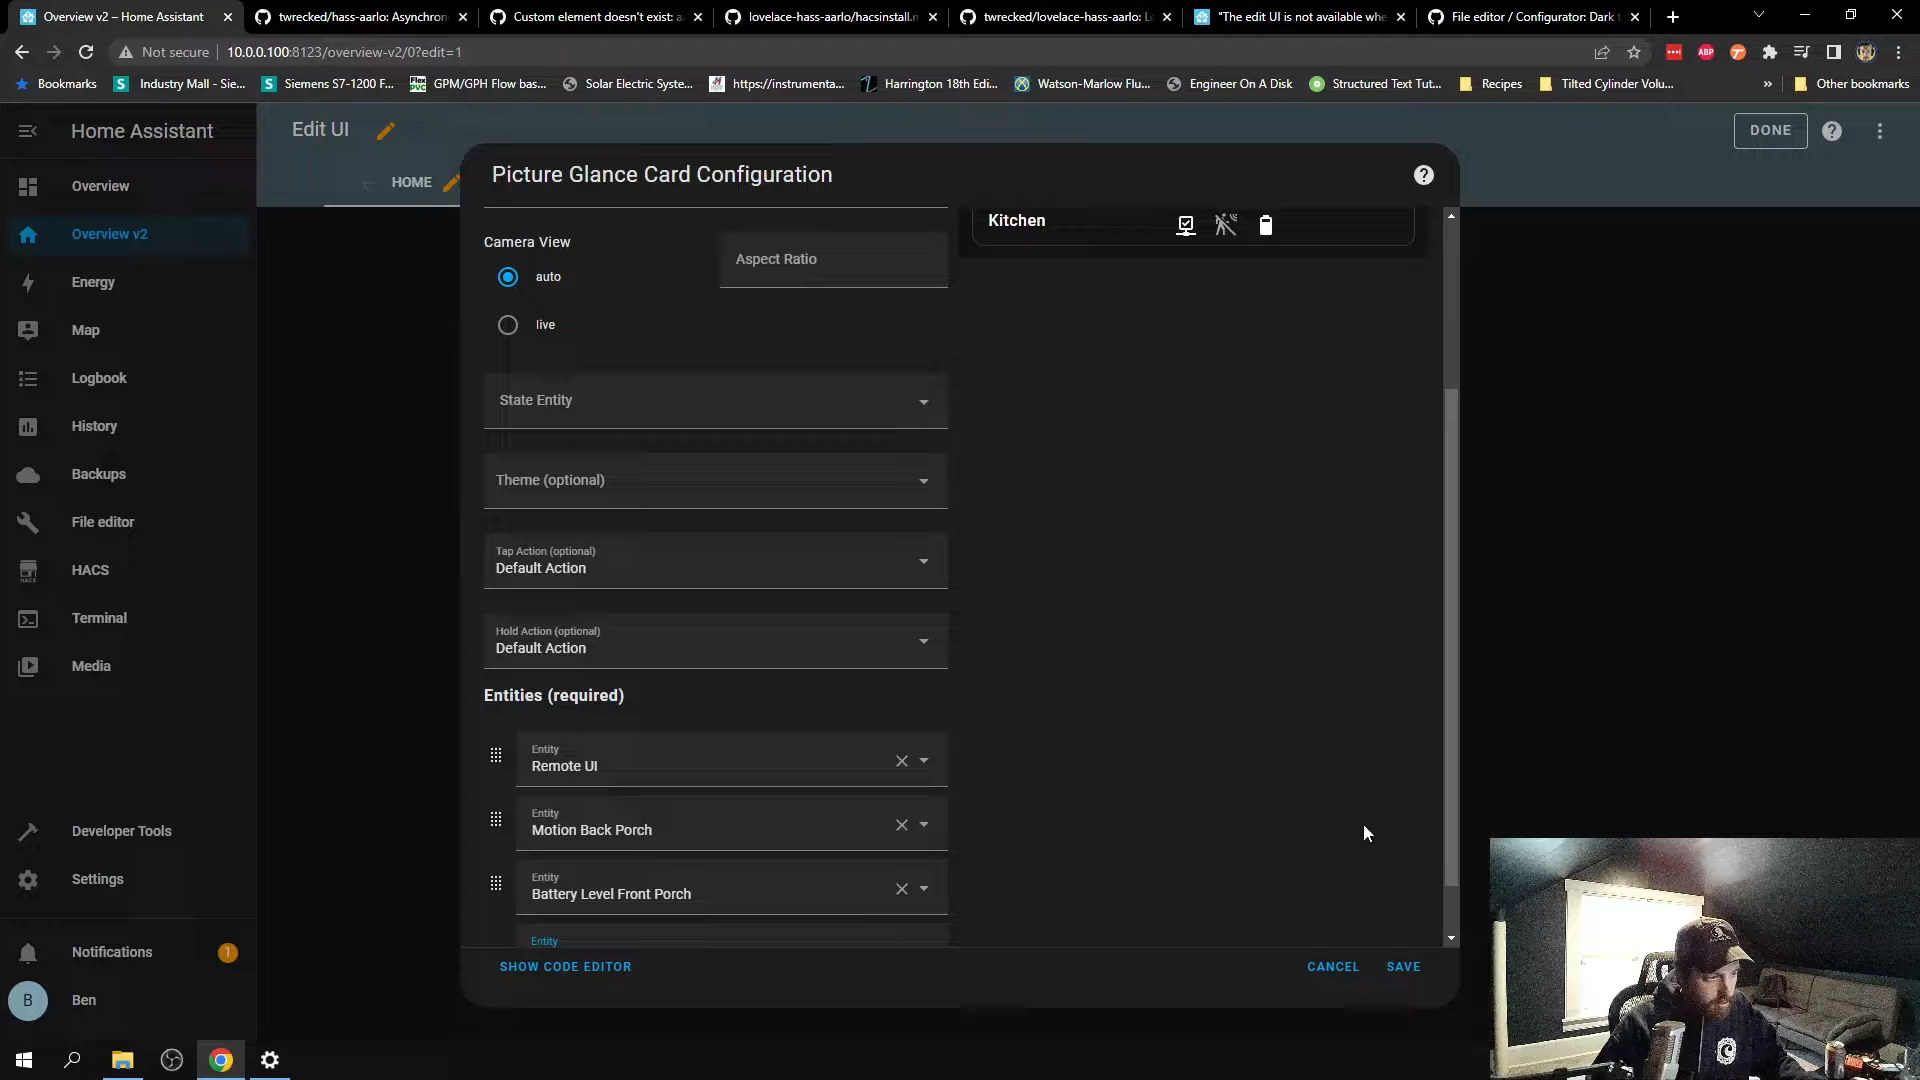 Overview v2 – Home Assistant
twrecked/hass-aarlo: Asynchron
Custom element doesn't exist: a
lovelace-hass-aarlo/hacsinstall.m
twrecked/lovelace-hass-aarlo: L
"The edit UI is not available whe
File editor / Configurator: Dark
Not secure
10.0.0.100:8123/overview-v2/0?edit=1
ABP
Bookmarks
Industry Mall - Sie...
Siemens S7-1200 F...
GPM/GPH Flow bas...
Solar Electric Syste...
https://instrumenta...
Harrington 18th Edi...
Watson-Marlow Flu...
Engineer On A Disk
Structured Text Tut...
Recipes
Tilted Cylinder Volu...
»
Other bookmarks
Home Assistant
Edit UI
DONE
HOME
Overview
Overview v2
Energy
Map
Logbook
History
Backups
File editor
HACS
Terminal
Media
Developer Tools
Settings
Notifications
1
B
Ben
Picture Glance Card Configuration
Camera View
auto
live
Aspect Ratio
Kitchen
State Entity
Theme (optional)
Tap Action (optional)
Default Action
Hold Action (optional)
Default Action
Entities (required)
Entity
Remote UI
Entity
Motion Back Porch
Entity
Battery Level Front Porch
Entity
SHOW CODE EDITOR
CANCEL
SAVE